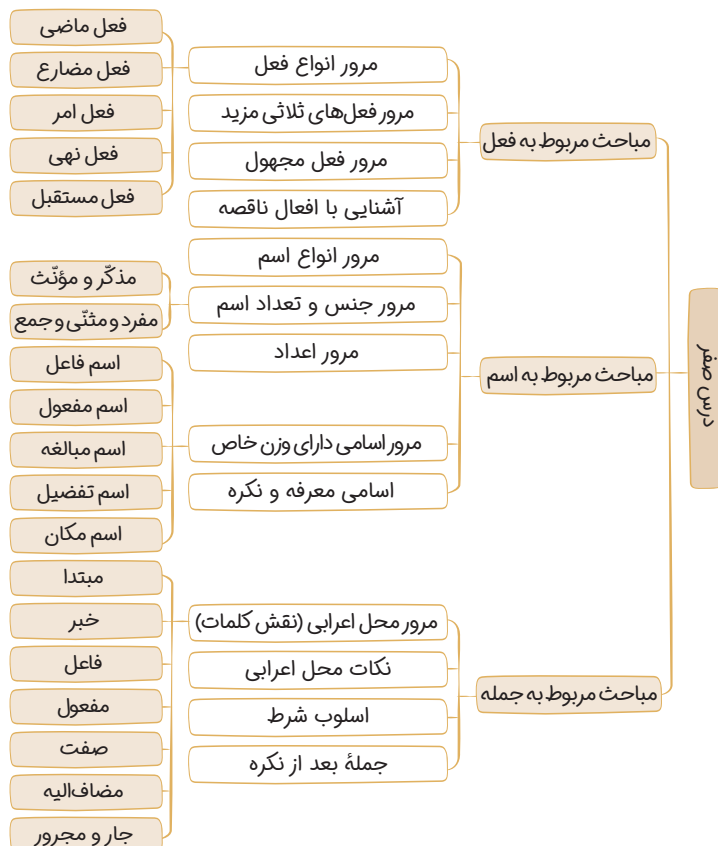 درس صفر
مباحث مربوط به فعل
مرور انواع فعل
فعل ماضی
فعل مضارع
فعل امر
فعل نهی
فعل مستقبل
مرور فعل‌های ثلاثی مزید
مرور فعل مجهول
آشنایی با افعال ناقصه
مباحث مربوط به اسم
مرور انواع اسم
مرور جنس و تعداد اسم
مذکّر و مؤنّث
مفرد و مثنّی و جمع
مرور اعداد
مرور اسامی دارای وزن خاص
اسم فاعل
اسم مفعول
اسم مبالغه
اسم تفضیل
اسم مکان
اسامی معرفه و نکره
مباحث مربوط به جمله
مرور محل اعرابی (نقش کلمات)
مبتدا
خبر
فاعل
مفعول
صفت
مضاف‌الیه
جار و مجرور
نکات محل اعرابی
اسلوب شرط
جملهٔ بعد از نکره